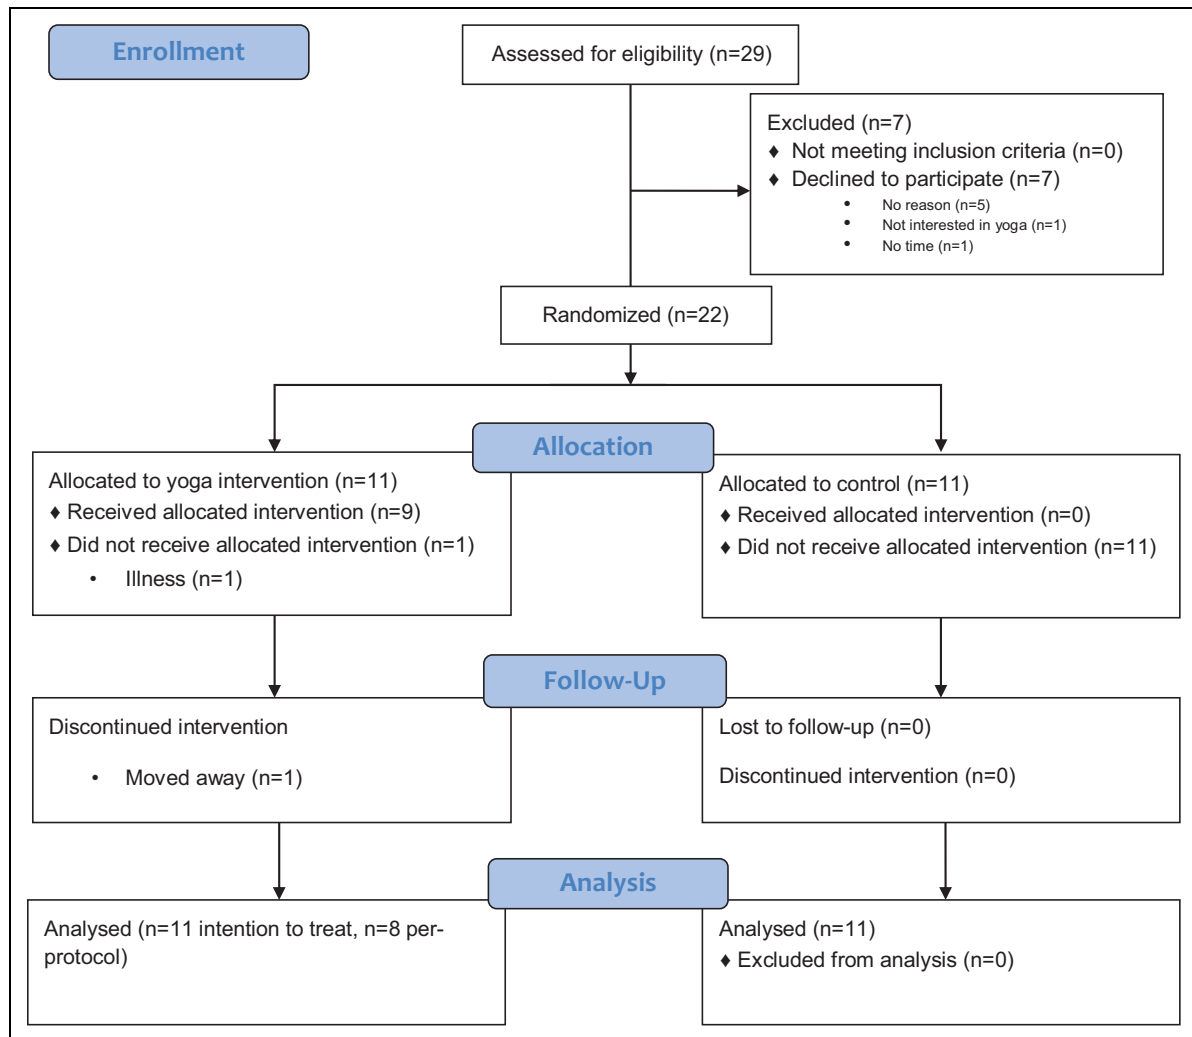 Enrollment
Assessed for eligibility (n=29)
Excluded (n=7)
♦ Not meeting inclusion criteria (n=0)
♦ Declined to participate (n=7)
• No reason (n=5)
• Not interested in yoga (n=1)
• No time (n=1)
Randomized (n=22)
Allocation
Allocated to yoga intervention (n=11)
♦ Received allocated intervention (n=9)
♦ Did not receive allocated intervention (n=1)
• Illness (n=1)
Allocated to control (n=11)
♦ Received allocated intervention (n=0)
♦ Did not receive allocated intervention (n=11)
Follow-Up
Discontinued intervention
• Moved away (n=1)
Lost to follow-up (n=0)
Discontinued intervention (n=0)
Analysis
Analysed (n=11 intention to treat, n=8 per-
protocol)
Analysed (n=11)
♦ Excluded from analysis (n=0)